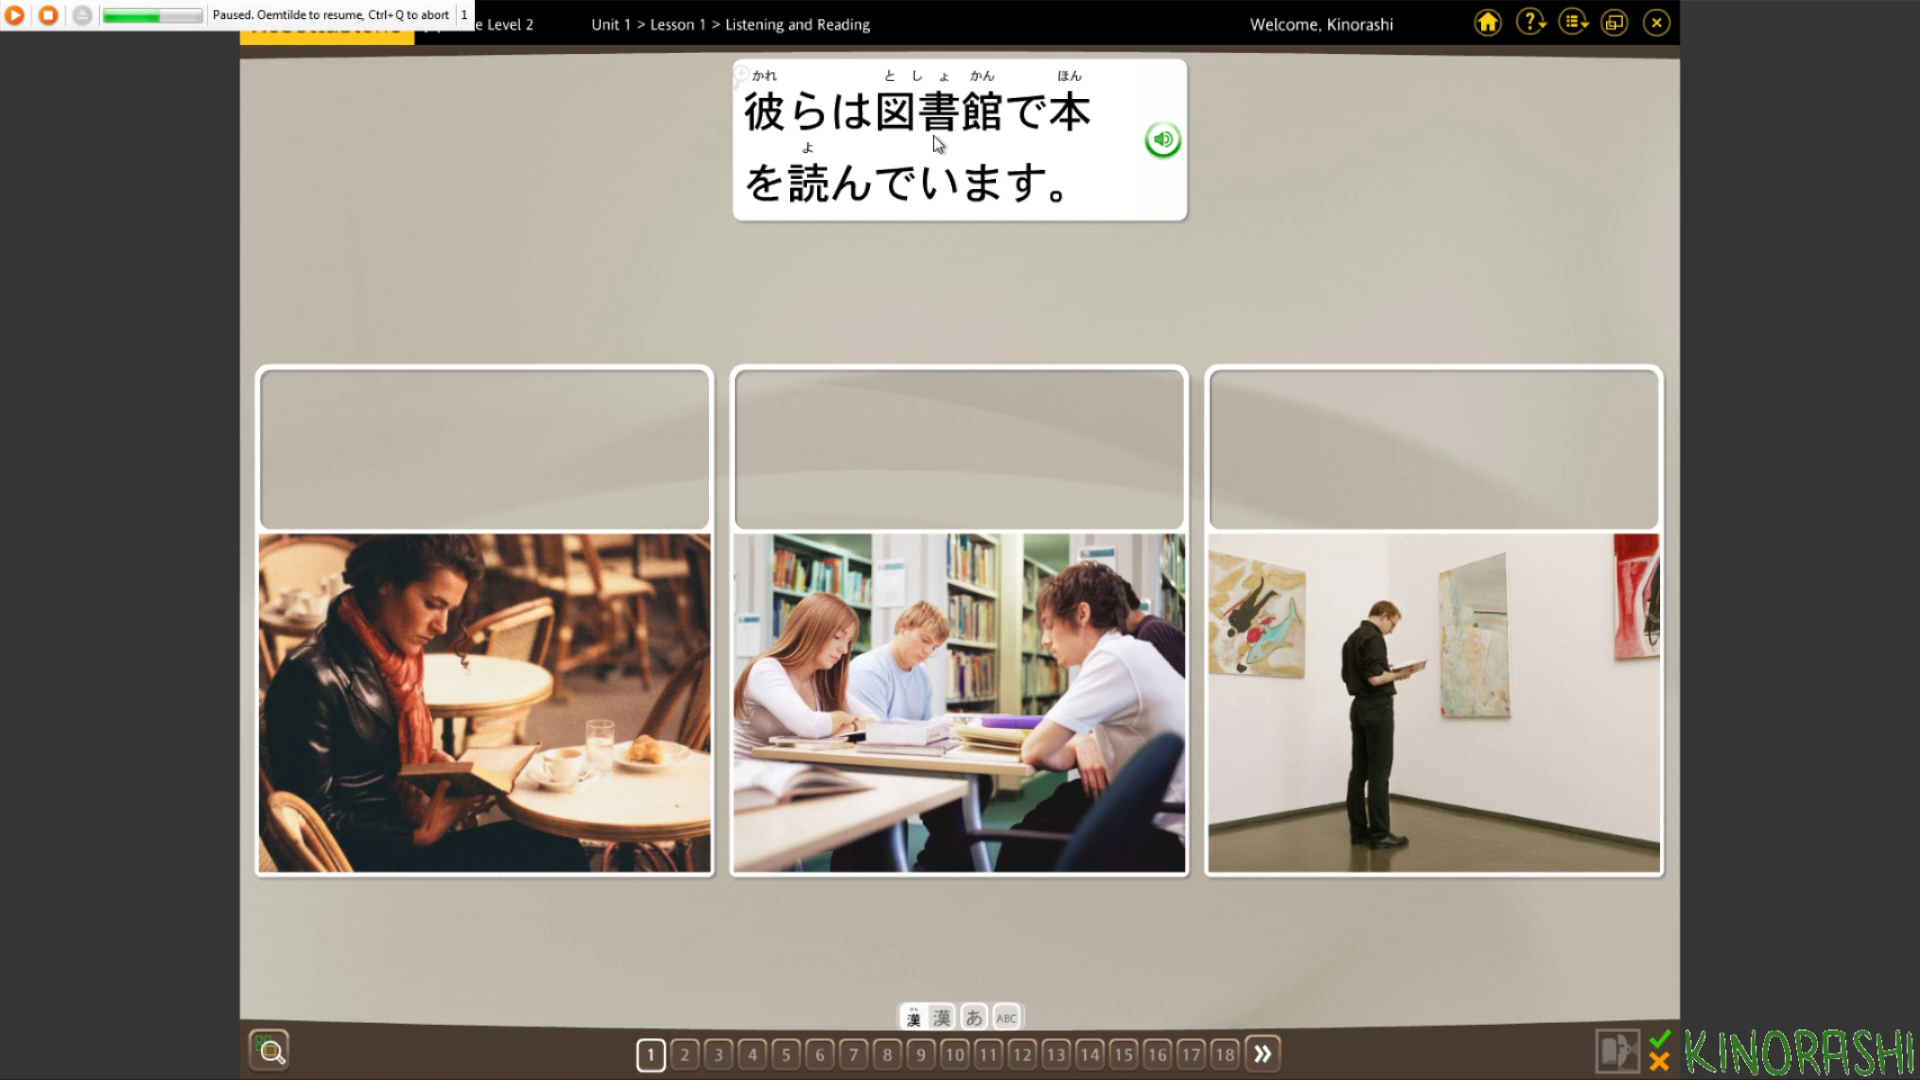 Paused. Oemtilde to resume, Ctrl+Q to abort 1
e Level 2
Unit 1 > Lesson 1 > Listening and Reading
Welcome, Kinorashi
かれ としょかん ほん
彼らは図書館で本
よ
を読んでいます。
漢 漢 あ ABC
1 2 3 4 5 6 7 8 9 10 11 12 13 14 15 16 17 18
KINORASHI